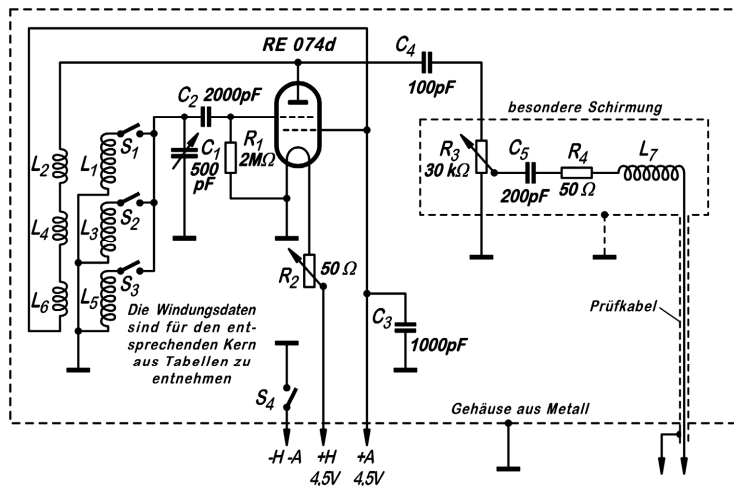 RE 074d
C4
100pF
besondere Schirmung
C2 2000pF
S1
L2
L1
C1
500
pF
R1
2MΩ
R3
30 kΩ
C5
200pF
R4
50 Ω
L7
S2
L4
L3
S3
L6
L5
R2
50 Ω
Die Windungsdaten
sind für den ent-
sprechenden Kern
aus Tabellen zu
entnehmen
C3
1000pF
Prüfkabel
S4
Gehäuse aus Metall
-H -A
+H
4,5V
+A
4,5V